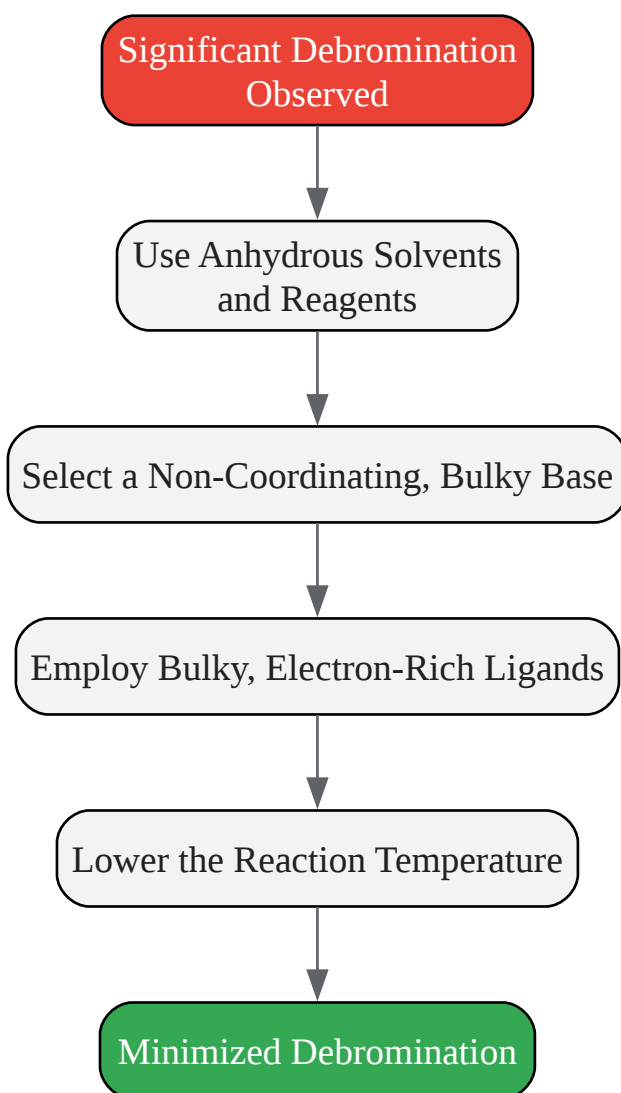 Significant Debromination
Observed
Use Anhydrous Solvents
and Reagents
Select a Non-Coordinating, Bulky Base
Employ Bulky, Electron-Rich Ligands
Lower the Reaction Temperature
Minimized Debromination